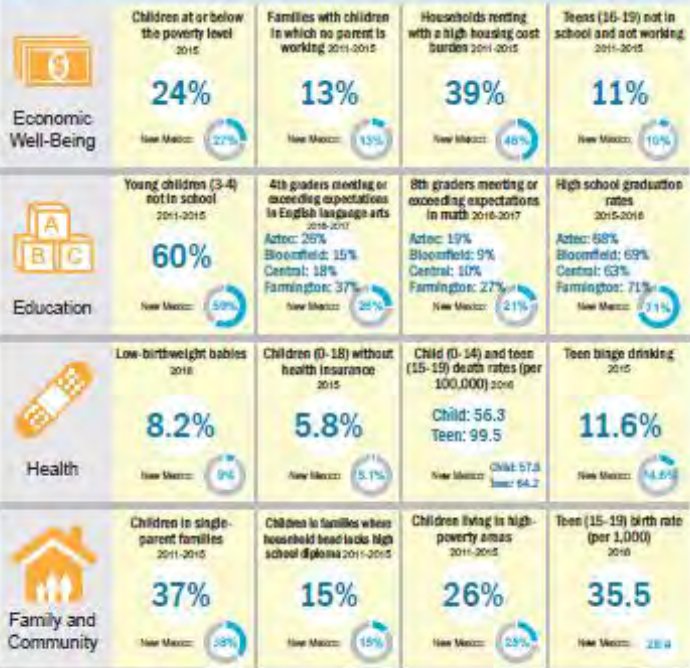 Economic
Well-Being
Children at or below
the poverty level
2015
24%
New Mexico:
27%
Families with children
in which no parent is
working 2011-2015
13%
New Mexico:
13%
Households renting
with a high housing cost
burden 2011-2015
39%
New Mexico:
46%
Teens (16-19) not in
school and not working
2011-2015
11%
New Mexico:
10%
A
B C
Education
Young children (3-4)
not in school
2011-2015
60%
New Mexico:
59%
4th graders meeting or
exceeding expectations
in English language arts
2016-2017
Aztec: 26%
Bloomfield: 15%
Central: 18%
Farmington: 37%
New Mexico:
8th graders meeting or
exceeding expectations
in math 2016-2017
Aztec: 19%
Bloomfield: 9%
Central: 10%
Farmington: 27%
New Mexico:
21%
High school graduation
rates
2015-2016
Aztec: 68%
Bloomfield: 69%
Central: 63%
Farmington: 71%
New Mexico:
71%
Health
Low-birthweight babies
2016
8.2%
New Mexico:
9%
Children (0-18) without
health insurance
2015
5.8%
New Mexico:
5.1%
Child (0-14) and teen
(15-19) death rates (per
100,000) 2016
Child: 56.3
Teen: 99.5
New Mexico:
Teen: 64.2
Teen binge drinking
2015
11.6%
New Mexico:
Family and
Community
Children in single-
parent families
2011-2015
37%
New Mexico:
38%
Children in families where
household head lacks high
school diploma 2011-2015
15%
New Mexico:
Children living in high-
poverty areas
2011-2015
26%
New Mexico:
25%
Teen (15-19) birth rate
(per 1,000)
2016
35.5
New Mexico: